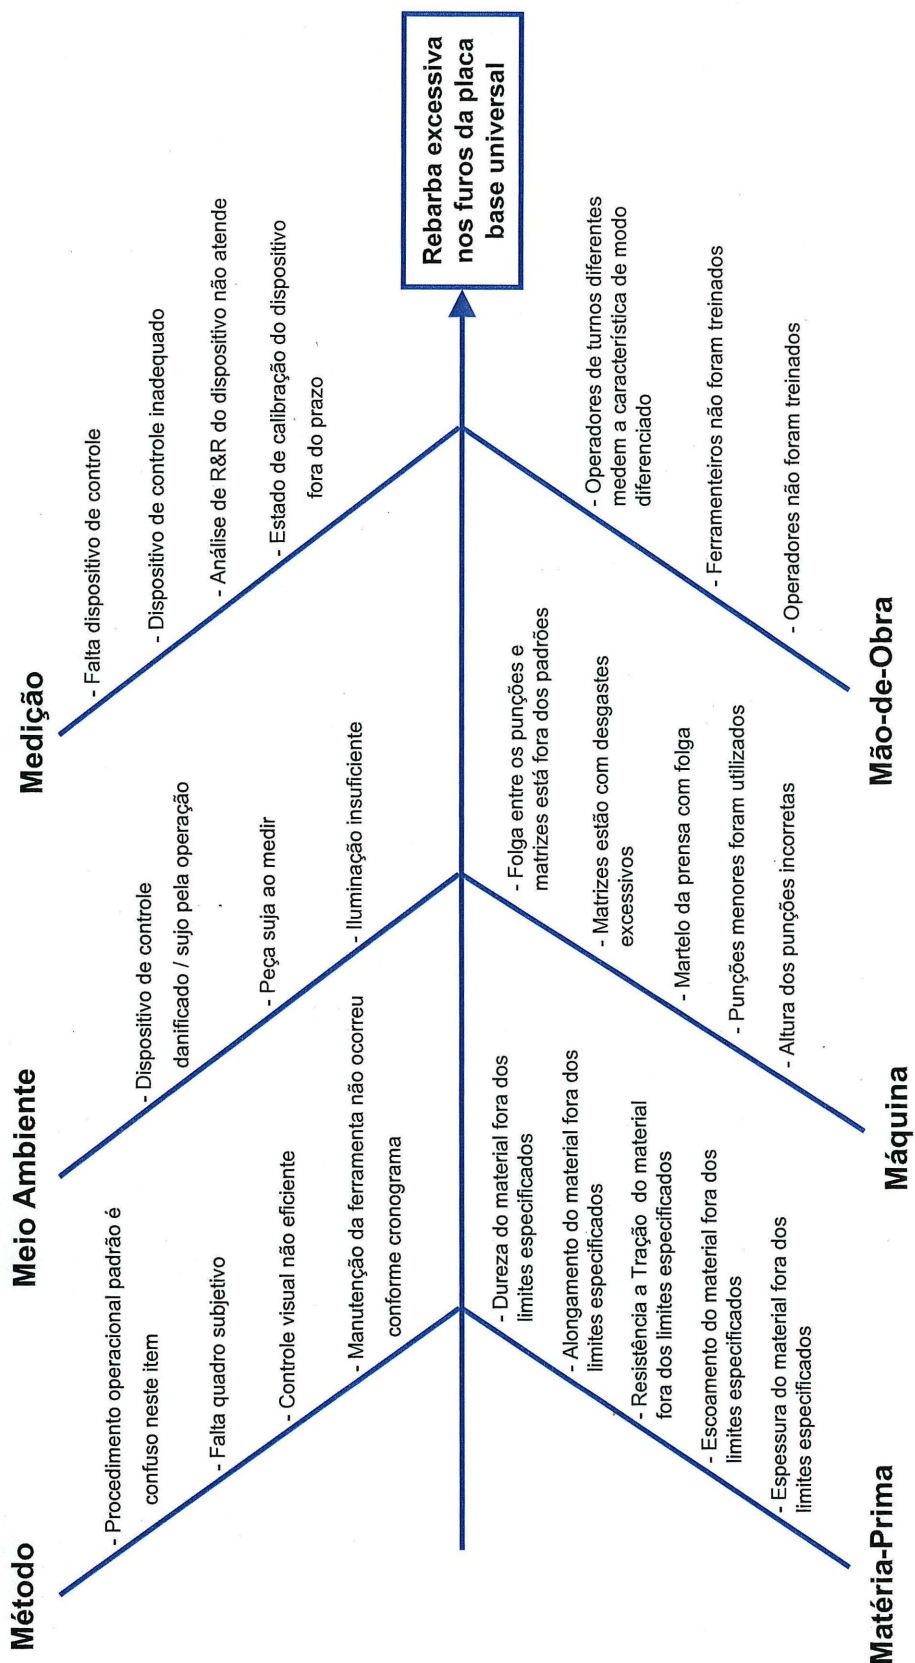 Método
- Procedimento operacional padrão é
confuso neste item
- Falta quadro subjetivo
- Controle visual não eficiente
- Manutenção da ferramenta não ocorreu
conforme cronograma
Meio Ambiente
- Dispositivo de controle
danificado / sujo pela operação
- Peça suja ao medir
- Iluminação insuficiente
Medição
- Falta dispositivo de controle
- Dispositivo de controle inadequado
- Análise de R&R do dispositivo não atende
- Estado de calibração do dispositivo
fora do prazo
Rebarba excessiva
nos furos da placa
base universal
- Dureza do material fora dos
limites especificados
- Alongamento do material fora dos
limites especificados
- Resistência a Tração do material
fora dos limites especificados
- Escoamento do material fora dos
limites especificados
- Espessura do material fora dos
limites especificados
Matéria-Prima
- Folga entre os punções e
matrizes está fora dos padrões
- Matrizes estão com desgastes
excessivos
- Martelo da prensa com folga
- Punções menores foram utilizados
- Altura dos punções incorretas
Máquina
- Operadores de turnos diferentes
medem a característica de modo
diferenciado
- Ferramenteiros não foram treinados
- Operadores não foram treinados
Mão-de-Obra